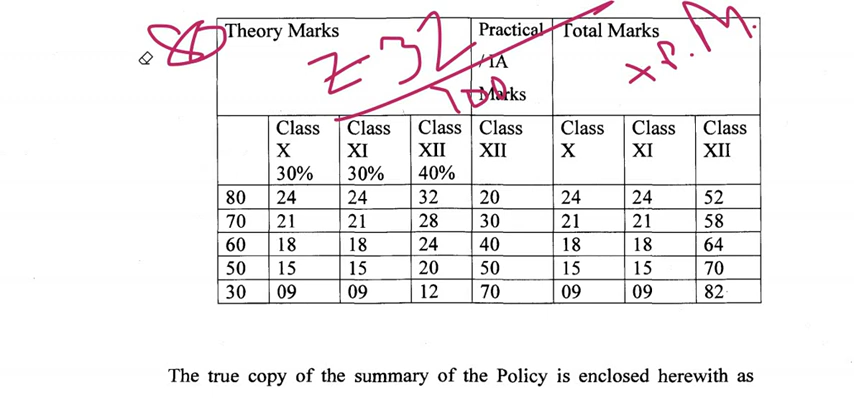 80
Theory Marks Practical Total Marks
/ IA
Marks
Z 32 / 100 x P. M.
Class Class Class Class Class Class Class
X XI XII XII X XI XII
30% 30% 40%
80 24 24 32 20 24 24 52
70 21 21 28 30 21 21 58
60 18 18 24 40 18 18 64
50 15 15 20 50 15 15 70
30 09 09 12 70 09 09 82
The true copy of the summary of the Policy is enclosed herewith as